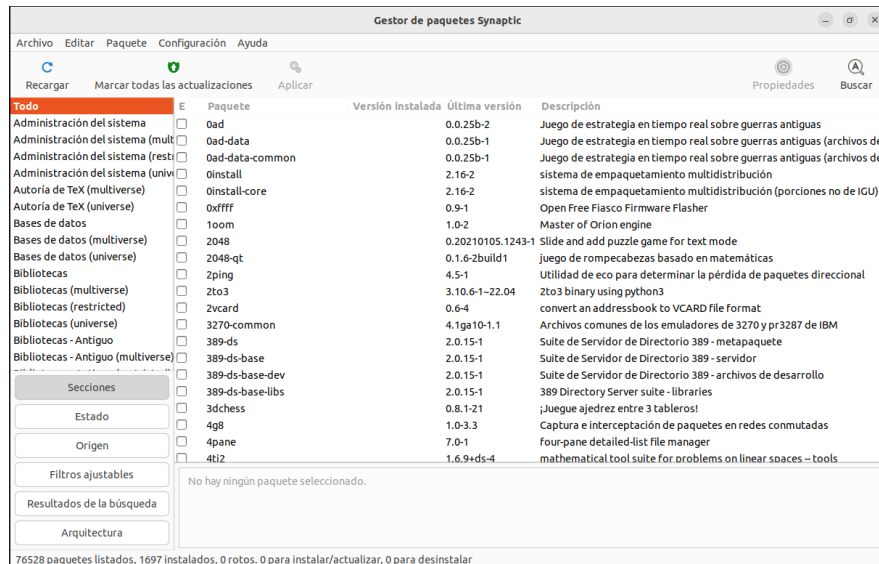 Gestor de paquetes Synaptic
Archivo Editar Paquete Configuración Ayuda
Recargar Marcar todas las actualizaciones Aplicar Propiedades Buscar
Todo
Administración del sistema
Administración del sistema (mult
Administración del sistema (restr
Administración del sistema (unive
Autoría de TeX (multiverse)
Autoría de TeX (universe)
Bases de datos
Bases de datos (multiverse)
Bases de datos (universe)
Bibliotecas
Bibliotecas (multiverse)
Bibliotecas (restricted)
Bibliotecas (universe)
Bibliotecas - Antiguo
Bibliotecas - Antiguo (multiverse)
Secciones
Estado
Origen
Filtros ajustables
Resultados de la búsqueda
Arquitectura
E Paquete Versión instalada Última versión Descripción
0ad 0.0.25b-2 Juego de estrategia en tiempo real sobre guerras antiguas
0ad-data 0.0.25b-1 Juego de estrategia en tiempo real sobre guerras antiguas (archivos de
0ad-data-common 0.0.25b-1 Juego de estrategia en tiempo real sobre guerras antiguas (archivos de
0install 2.16-2 sistema de empaquetamiento multidistribución
0install-core 2.16-2 sistema de empaquetamiento multidistribución (porciones no de IGU)
0xffff 0.9-1 Open Free Fiasco Firmware Flasher
1oom 1.0-2 Master of Orion engine
2048 0.20210105.1243-1 Slide and add puzzle game for text mode
2048-qt 0.1.6-2build1 juego de rompecabezas basado en matemáticas
2ping 4.5-1 Utilidad de eco para determinar la pérdida de paquetes direccional
2to3 3.10.6-1~22.04 2to3 binary using python3
2vcard 0.6-4 convert an addressbook to VCARD file format
3270-common 4.1ga10-1.1 Archivos comunes de los emuladores de 3270 y pr3287 de IBM
389-ds 2.0.15-1 Suite de Servidor de Directorio 389 - metapaquete
389-ds-base 2.0.15-1 Suite de Servidor de Directorio 389 - servidor
389-ds-base-dev 2.0.15-1 Suite de Servidor de Directorio 389 - archivos de desarrollo
389-ds-base-libs 2.0.15-1 389 Directory Server suite - libraries
3dchess 0.8.1-21 ¡Juegue ajedrez entre 3 tableros!
4g8 1.0-3.3 Captura e interceptación de paquetes en redes conmutadas
4pane 7.0-1 four-pane detailed-list file manager
4ti2 1.6.9+ds-4 mathematical tool suite for problems on linear spaces -- tools
No hay ningún paquete seleccionado.
76528 paquetes listados, 1697 instalados, 0 rotos. 0 para instalar/actualizar, 0 para desinstalar